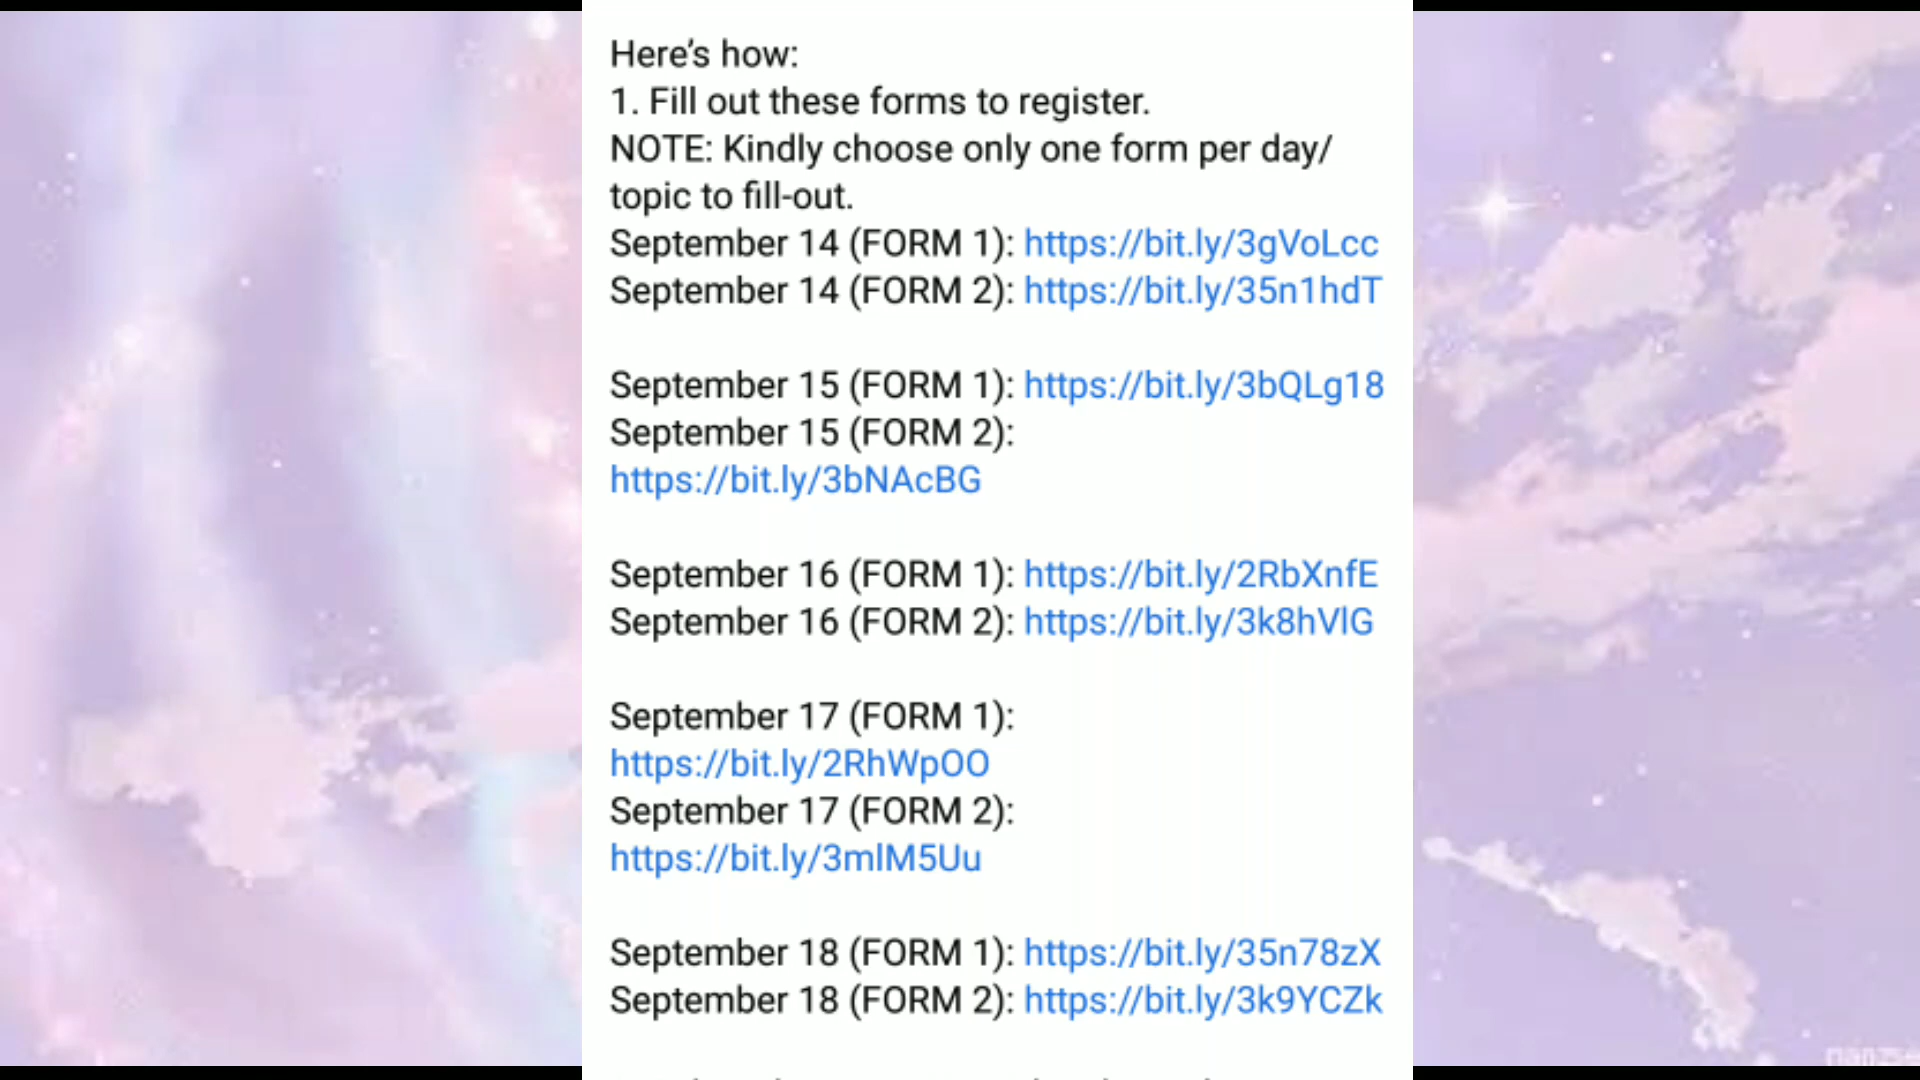 Here’s how:
1. Fill out these forms to register.
NOTE: Kindly choose only one form per day/
topic to fill-out.
September 14 (FORM 1): https://bit.ly/3gVoLcc
September 14 (FORM 2): https://bit.ly/35n1hdT
September 15 (FORM 1): https://bit.ly/3bQLg18
September 15 (FORM 2):
https://bit.ly/3bNAcBG
September 16 (FORM 1): https://bit.ly/2RbXnfE
September 16 (FORM 2): https://bit.ly/3k8hVlG
September 17 (FORM 1):
https://bit.ly/2RhWpOO
September 17 (FORM 2):
https://bit.ly/3mlM5Uu
September 18 (FORM 1): https://bit.ly/35n78zX
September 18 (FORM 2): https://bit.ly/3k9YCZk